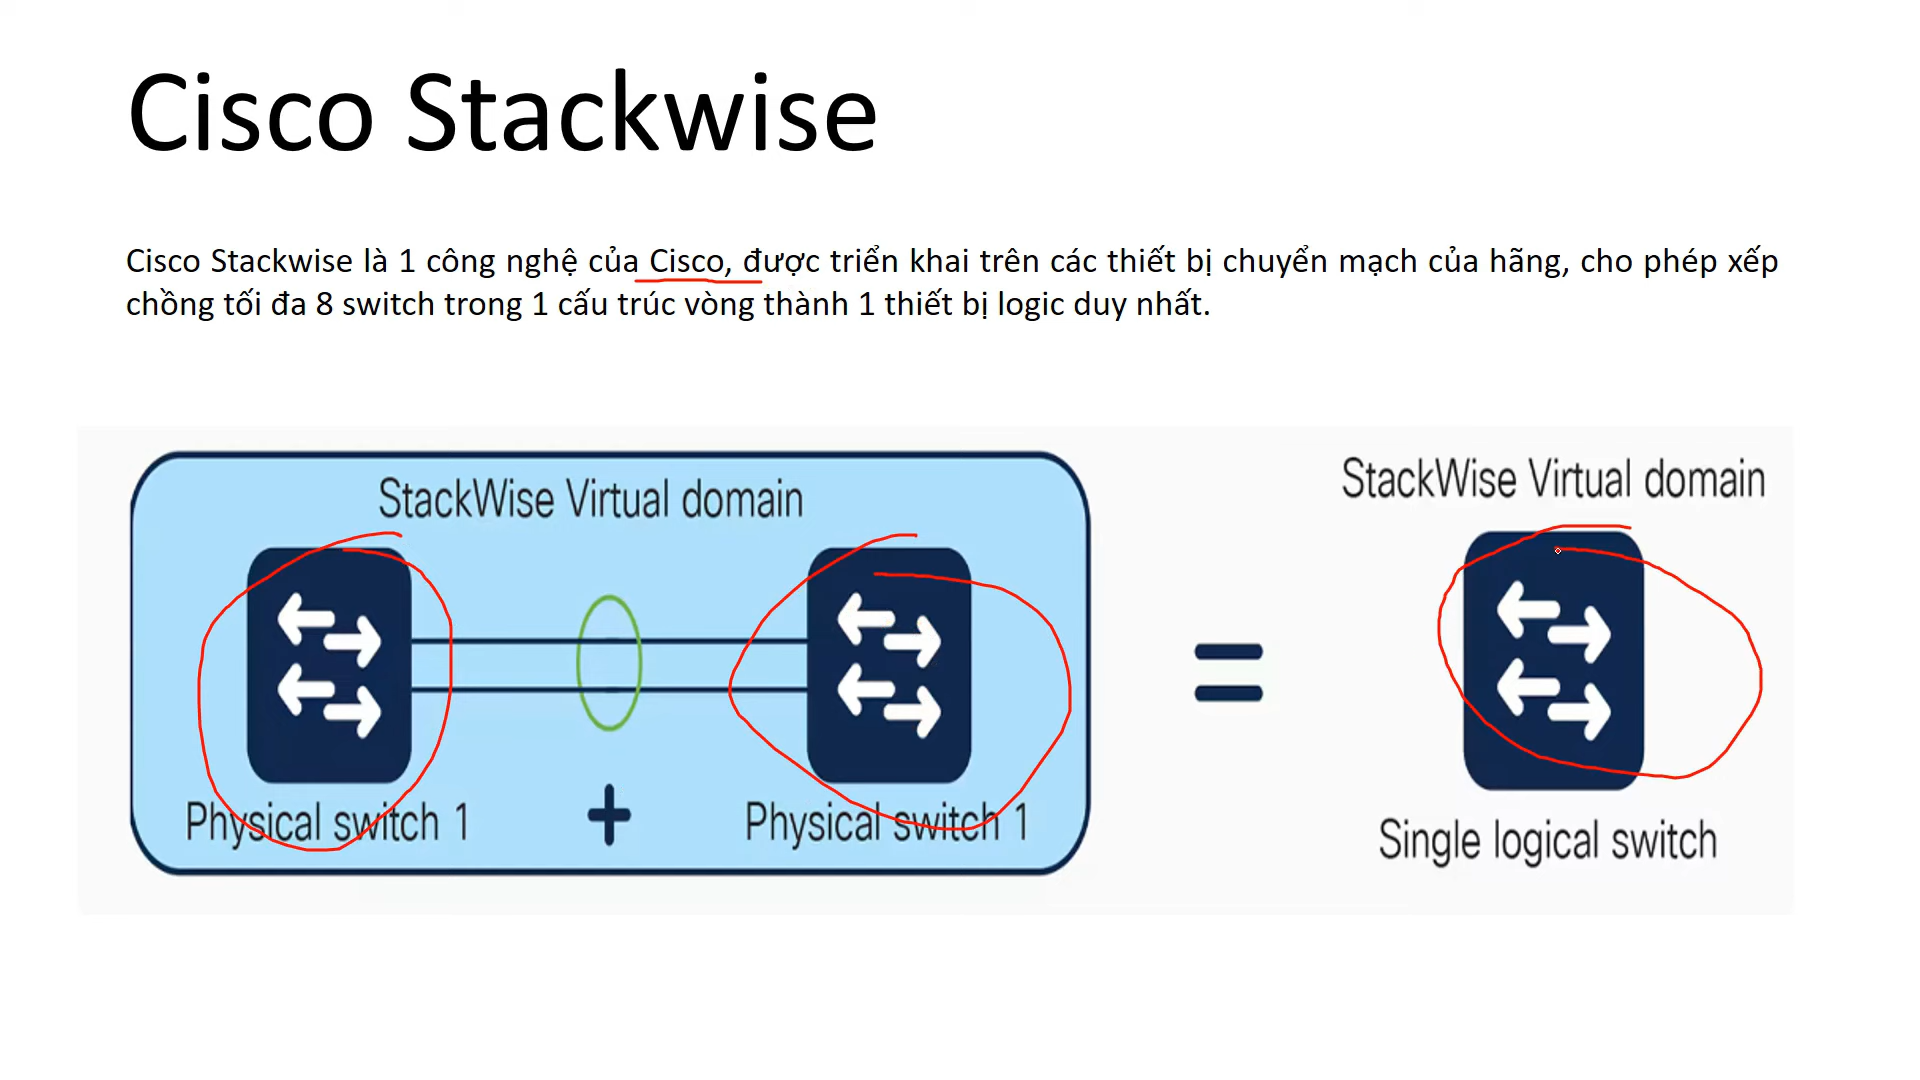 Cisco Stackwise
Cisco Stackwise là 1 công nghệ của Cisco, được triển khai trên các thiết bị chuyển mạch của hãng, cho phép xếp
chồng tối đa 8 switch trong 1 cấu trúc vòng thành 1 thiết bị logic duy nhất.
StackWise Virtual domain
StackWise Virtual domain
=
Physical switch 1
+
Physical switch 1
Single logical switch